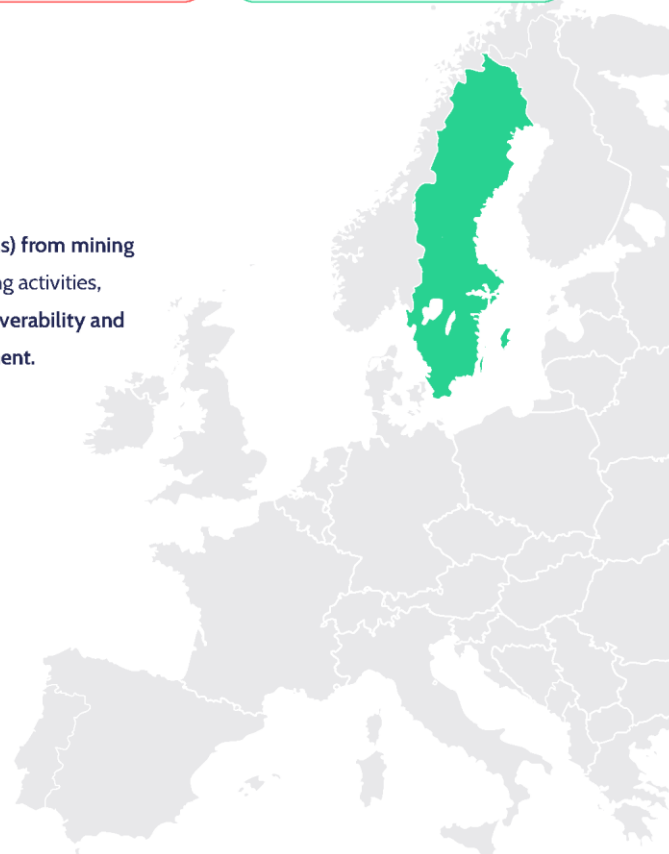 s) from mining
g activities,
verability and
ent.